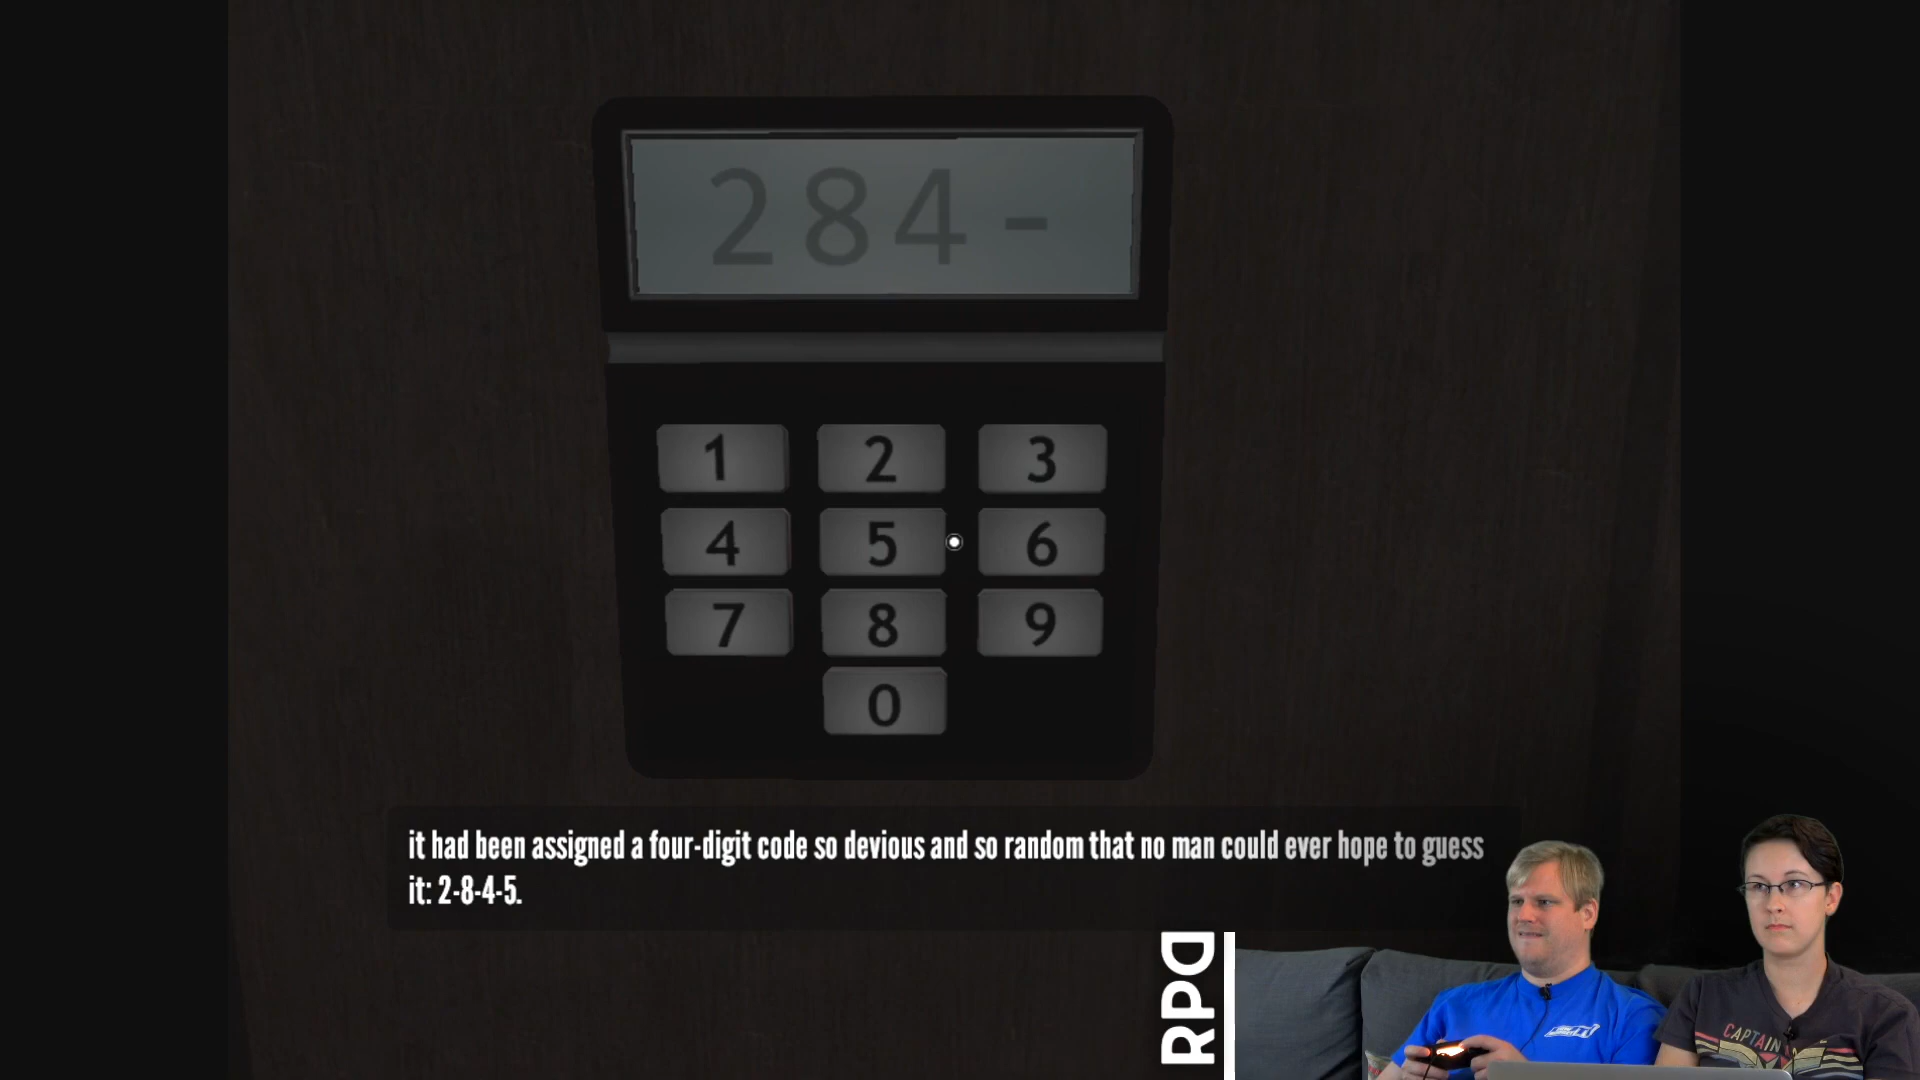 284-
1 2 3
4 5 6
7 8 9
0
it had been assigned a four-digit code so devious and so random that no man could ever hope to guess
it: 2-8-4-5.
RPD
CAPTAIN